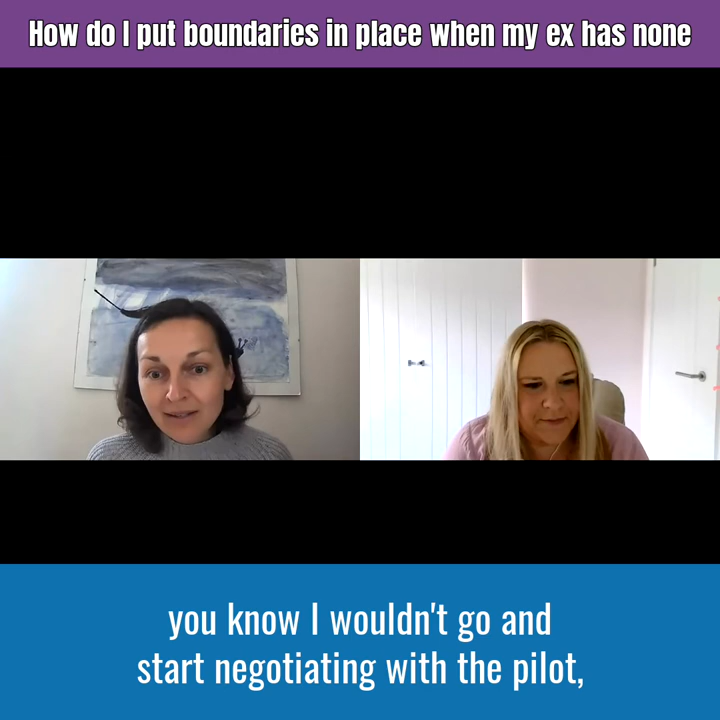 How do I put boundaries in place when my ex has none
you know I wouldn't go and
start negotiating with the pilot,